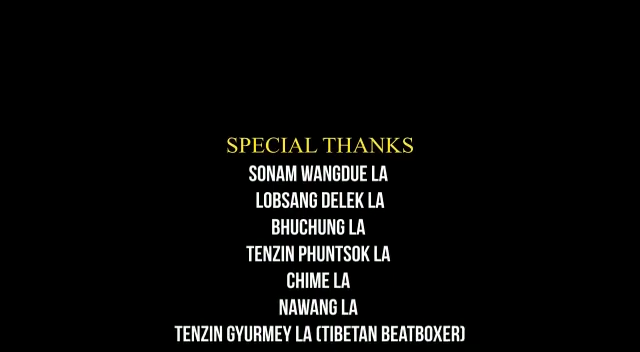 SPECIAL THANKS
SONAM WANGDUE LA
LOBSANG DELEK LA
BHUCHUNG LA
TENZIN PHUNTSOK LA
CHIME LA
NAWANG LA
TENZIN GYURMEY LA (TIBETAN BEATBOXER)